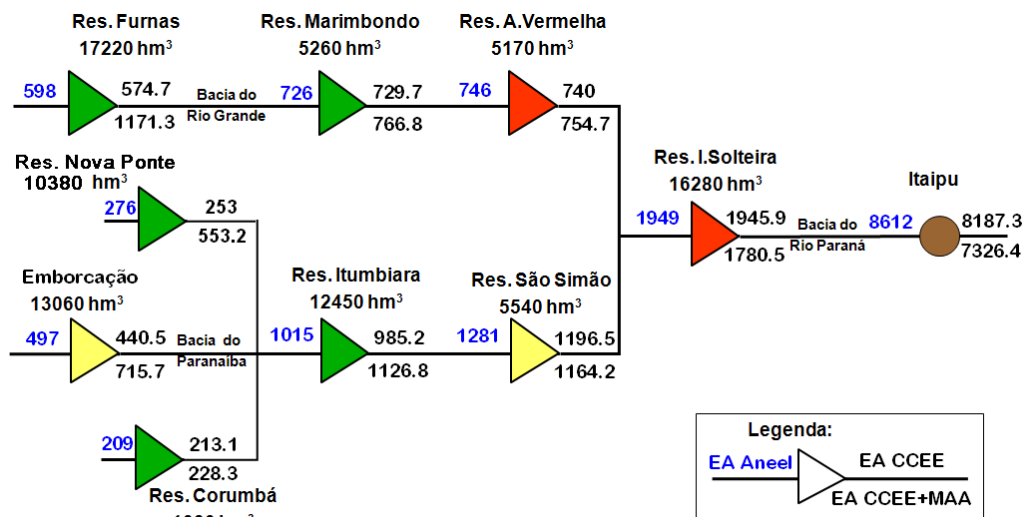 Res. Furnas
17220 hm³
Res. Marimbondo
5260 hm³
Res. A.Vermelha
5170 hm³
598
574.7
1171.3
Bacia do
Rio Grande
726
729.7
766.8
746
740
754.7
Res. Nova Ponte
10380 hm³
276
253
553.2
Res. I.Solteira
16280 hm³
1949
1945.9
1780.5
Bacia do
Rio Paraná
Itaipu
8612
8187.3
7326.4
Emborcação
13060 hm³
497
440.5
715.7
Bacia do
Paranaíba
Res. Itumbiara
12450 hm³
1015
985.2
1126.8
Res. São Simão
5540 hm³
1281
1196.5
1164.2
209
213.1
228.3
Res. Corumbá
Legenda:
EA Aneel
EA CCEE
EA CCEE+MAA